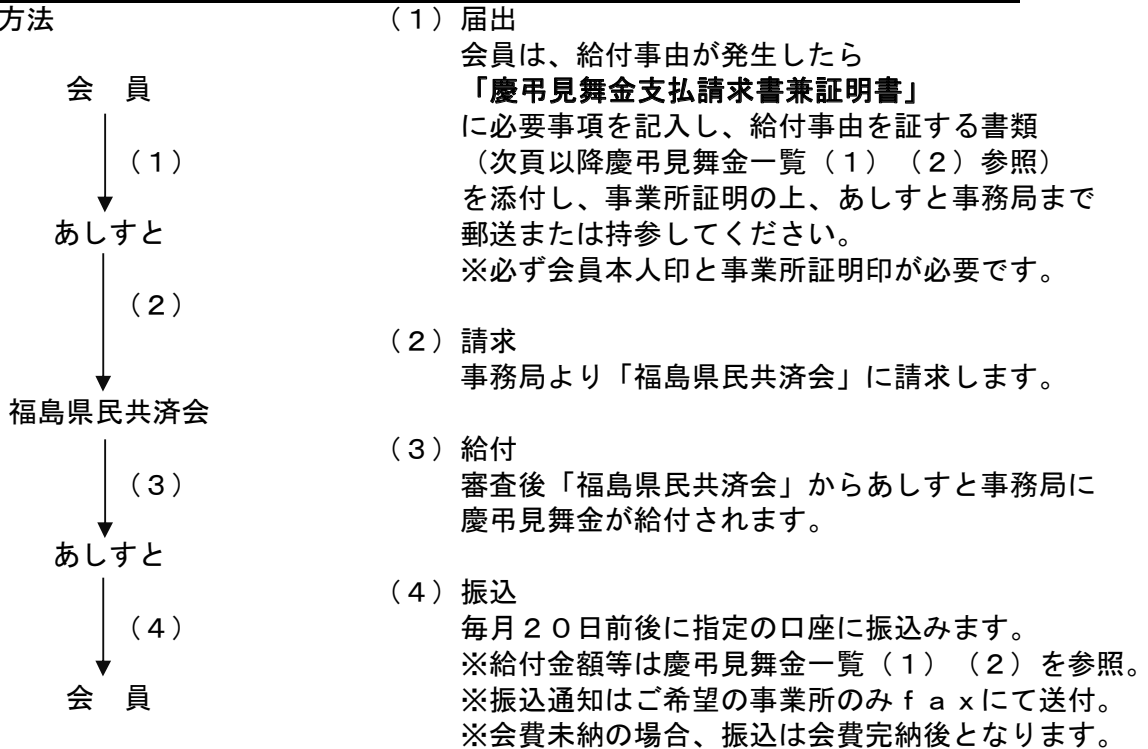 方法
会　員
（１）
あしすと
（２）
福島県民共済会
（３）
あしすと
（４）
会　員
（１）届出
会員は、給付事由が発生したら
「慶弔見舞金支払請求書兼証明書」
に必要事項を記入し、給付事由を証する書類
（次頁以降慶弔見舞金一覧（１）（２）参照）
を添付し、事業所証明の上、あしすと事務局まで
郵送または持参してください。
※必ず会員本人印と事業所証明印が必要です。
（２）請求
事務局より「福島県民共済会」に請求します。
（３）給付
審査後「福島県民共済会」からあしすと事務局に
慶弔見舞金が給付されます。
（４）振込
毎月２０日前後に指定の口座に振込みます。
※給付金額等は慶弔見舞金一覧（１）（２）を参照。
※振込通知はご希望の事業所のみｆａｘにて送付。
※会費未納の場合、振込は会費完納後となります。